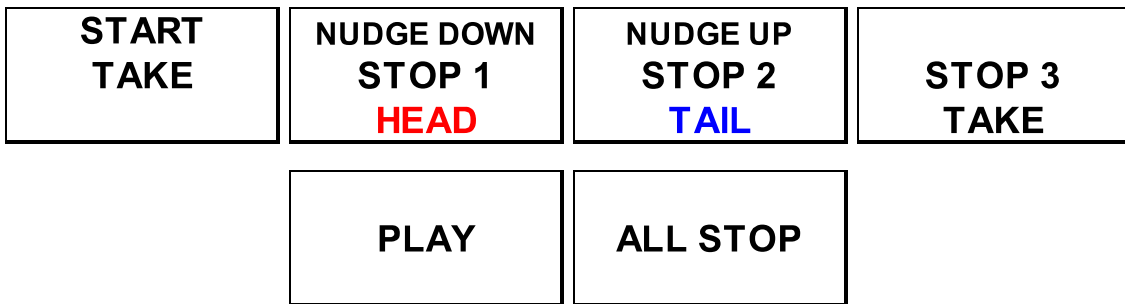 START
TAKE
NUDGE DOWN
STOP 1
HEAD
NUDGE UP
STOP 2
TAIL
STOP 3
TAKE
PLAY
ALL STOP